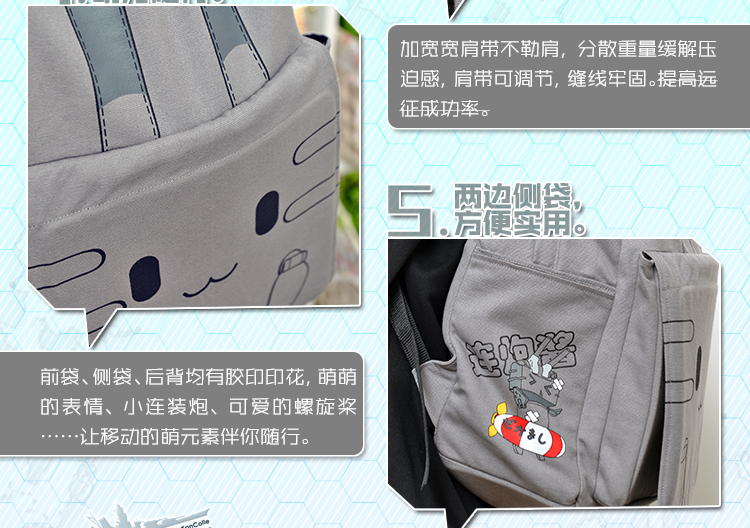 加宽宽肩带不勒肩，分散重量缓解压
迫感，肩带可调节，缝线牢固。提高远
征成功率。
5.
两边侧袋，
方便实用。
连
前袋、侧袋、后背均有胶印印花，萌萌
的表情、小连装炮、可爱的螺旋桨
……让移动的萌元素伴你随行。